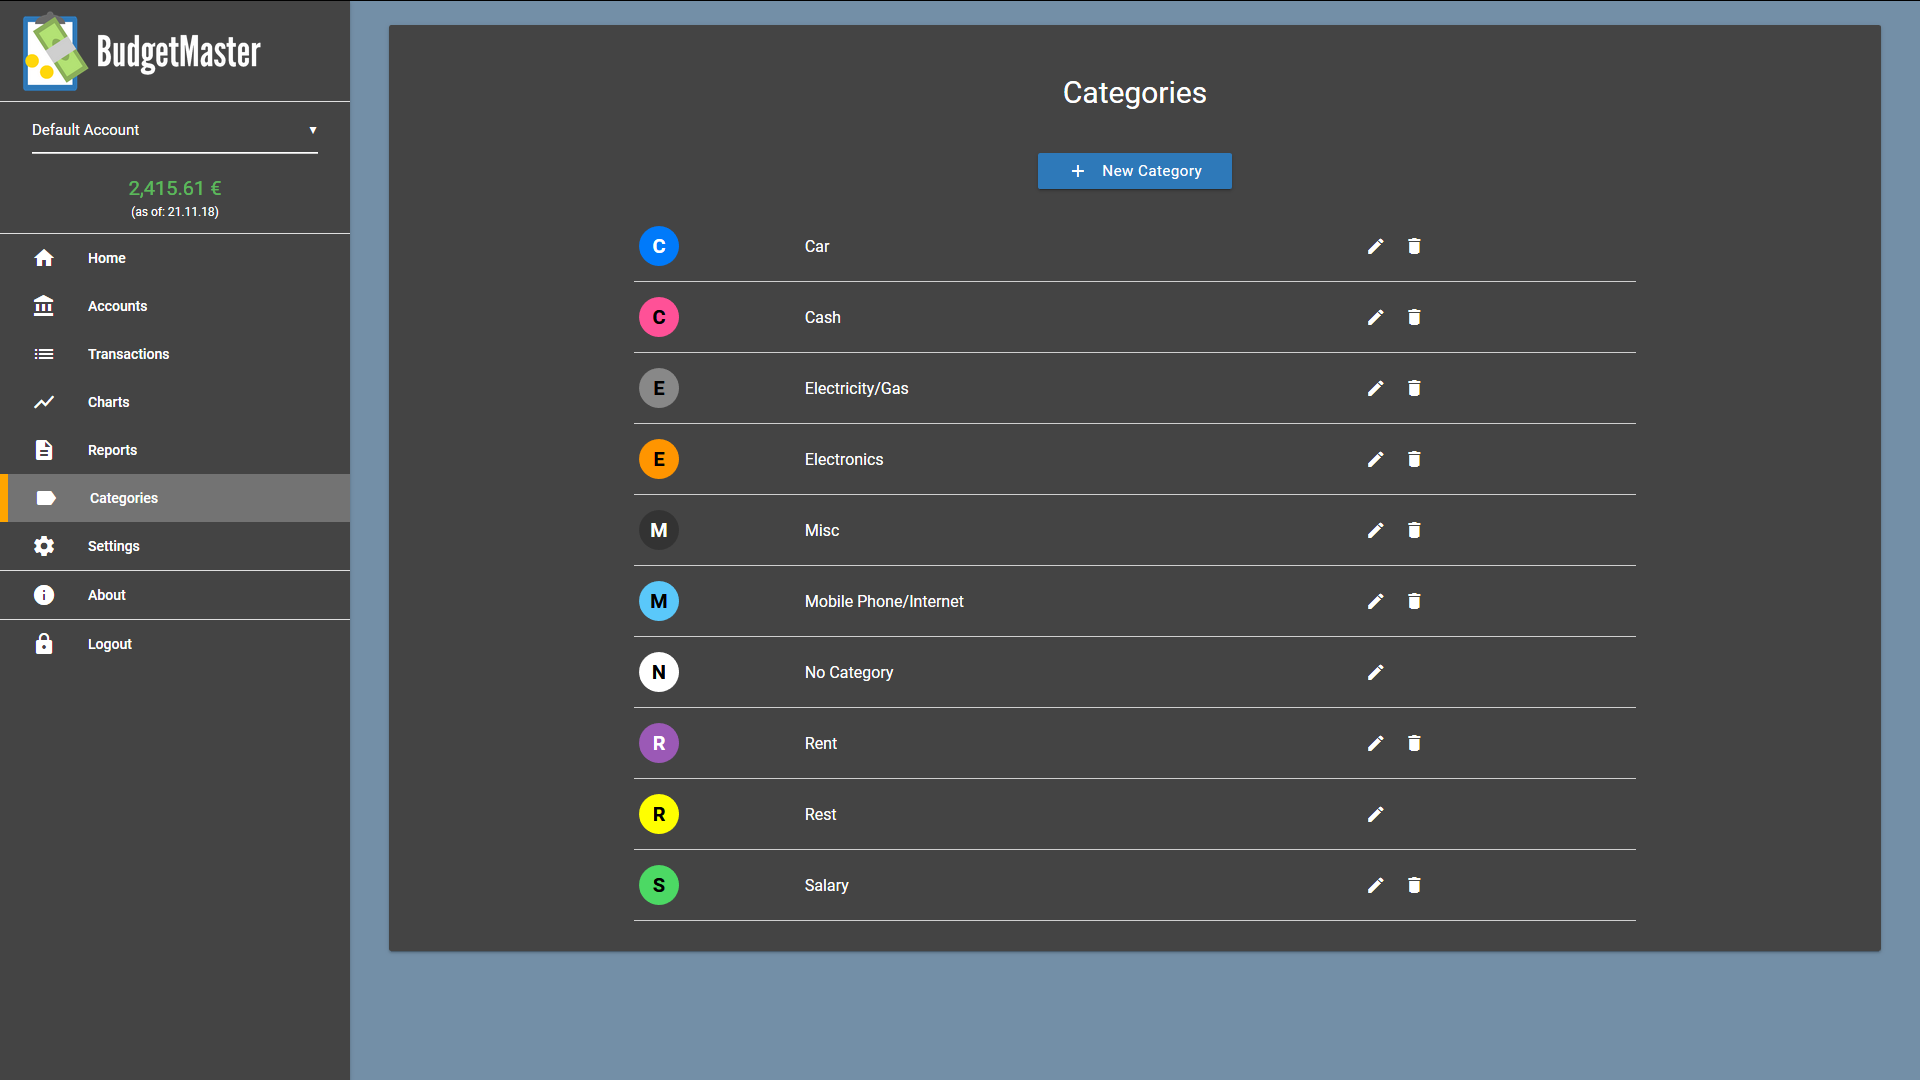 BudgetMaster
Default Account
2,415.61 €
(as of: 21.11.18)
Home
Accounts
Transactions
Charts
Reports
Categories
Settings
About
Logout
Categories
New Category
C Car
C Cash
E Electricity/Gas
E Electronics
M Misc
M Mobile Phone/Internet
N No Category
R Rent
R Rest
S Salary